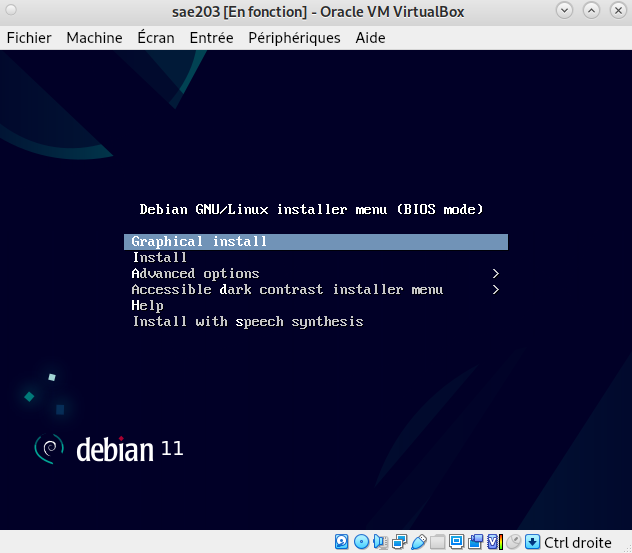 sae203 [En fonction] - Oracle VM VirtualBox
Fichier Machine Écran Entrée Périphériques Aide
Debian GNU/Linux installer menu (BIOS mode)
Graphical install
Install
Advanced options >
Accessible dark contrast installer menu >
Help
Install with speech synthesis
debian 11
Ctrl droite